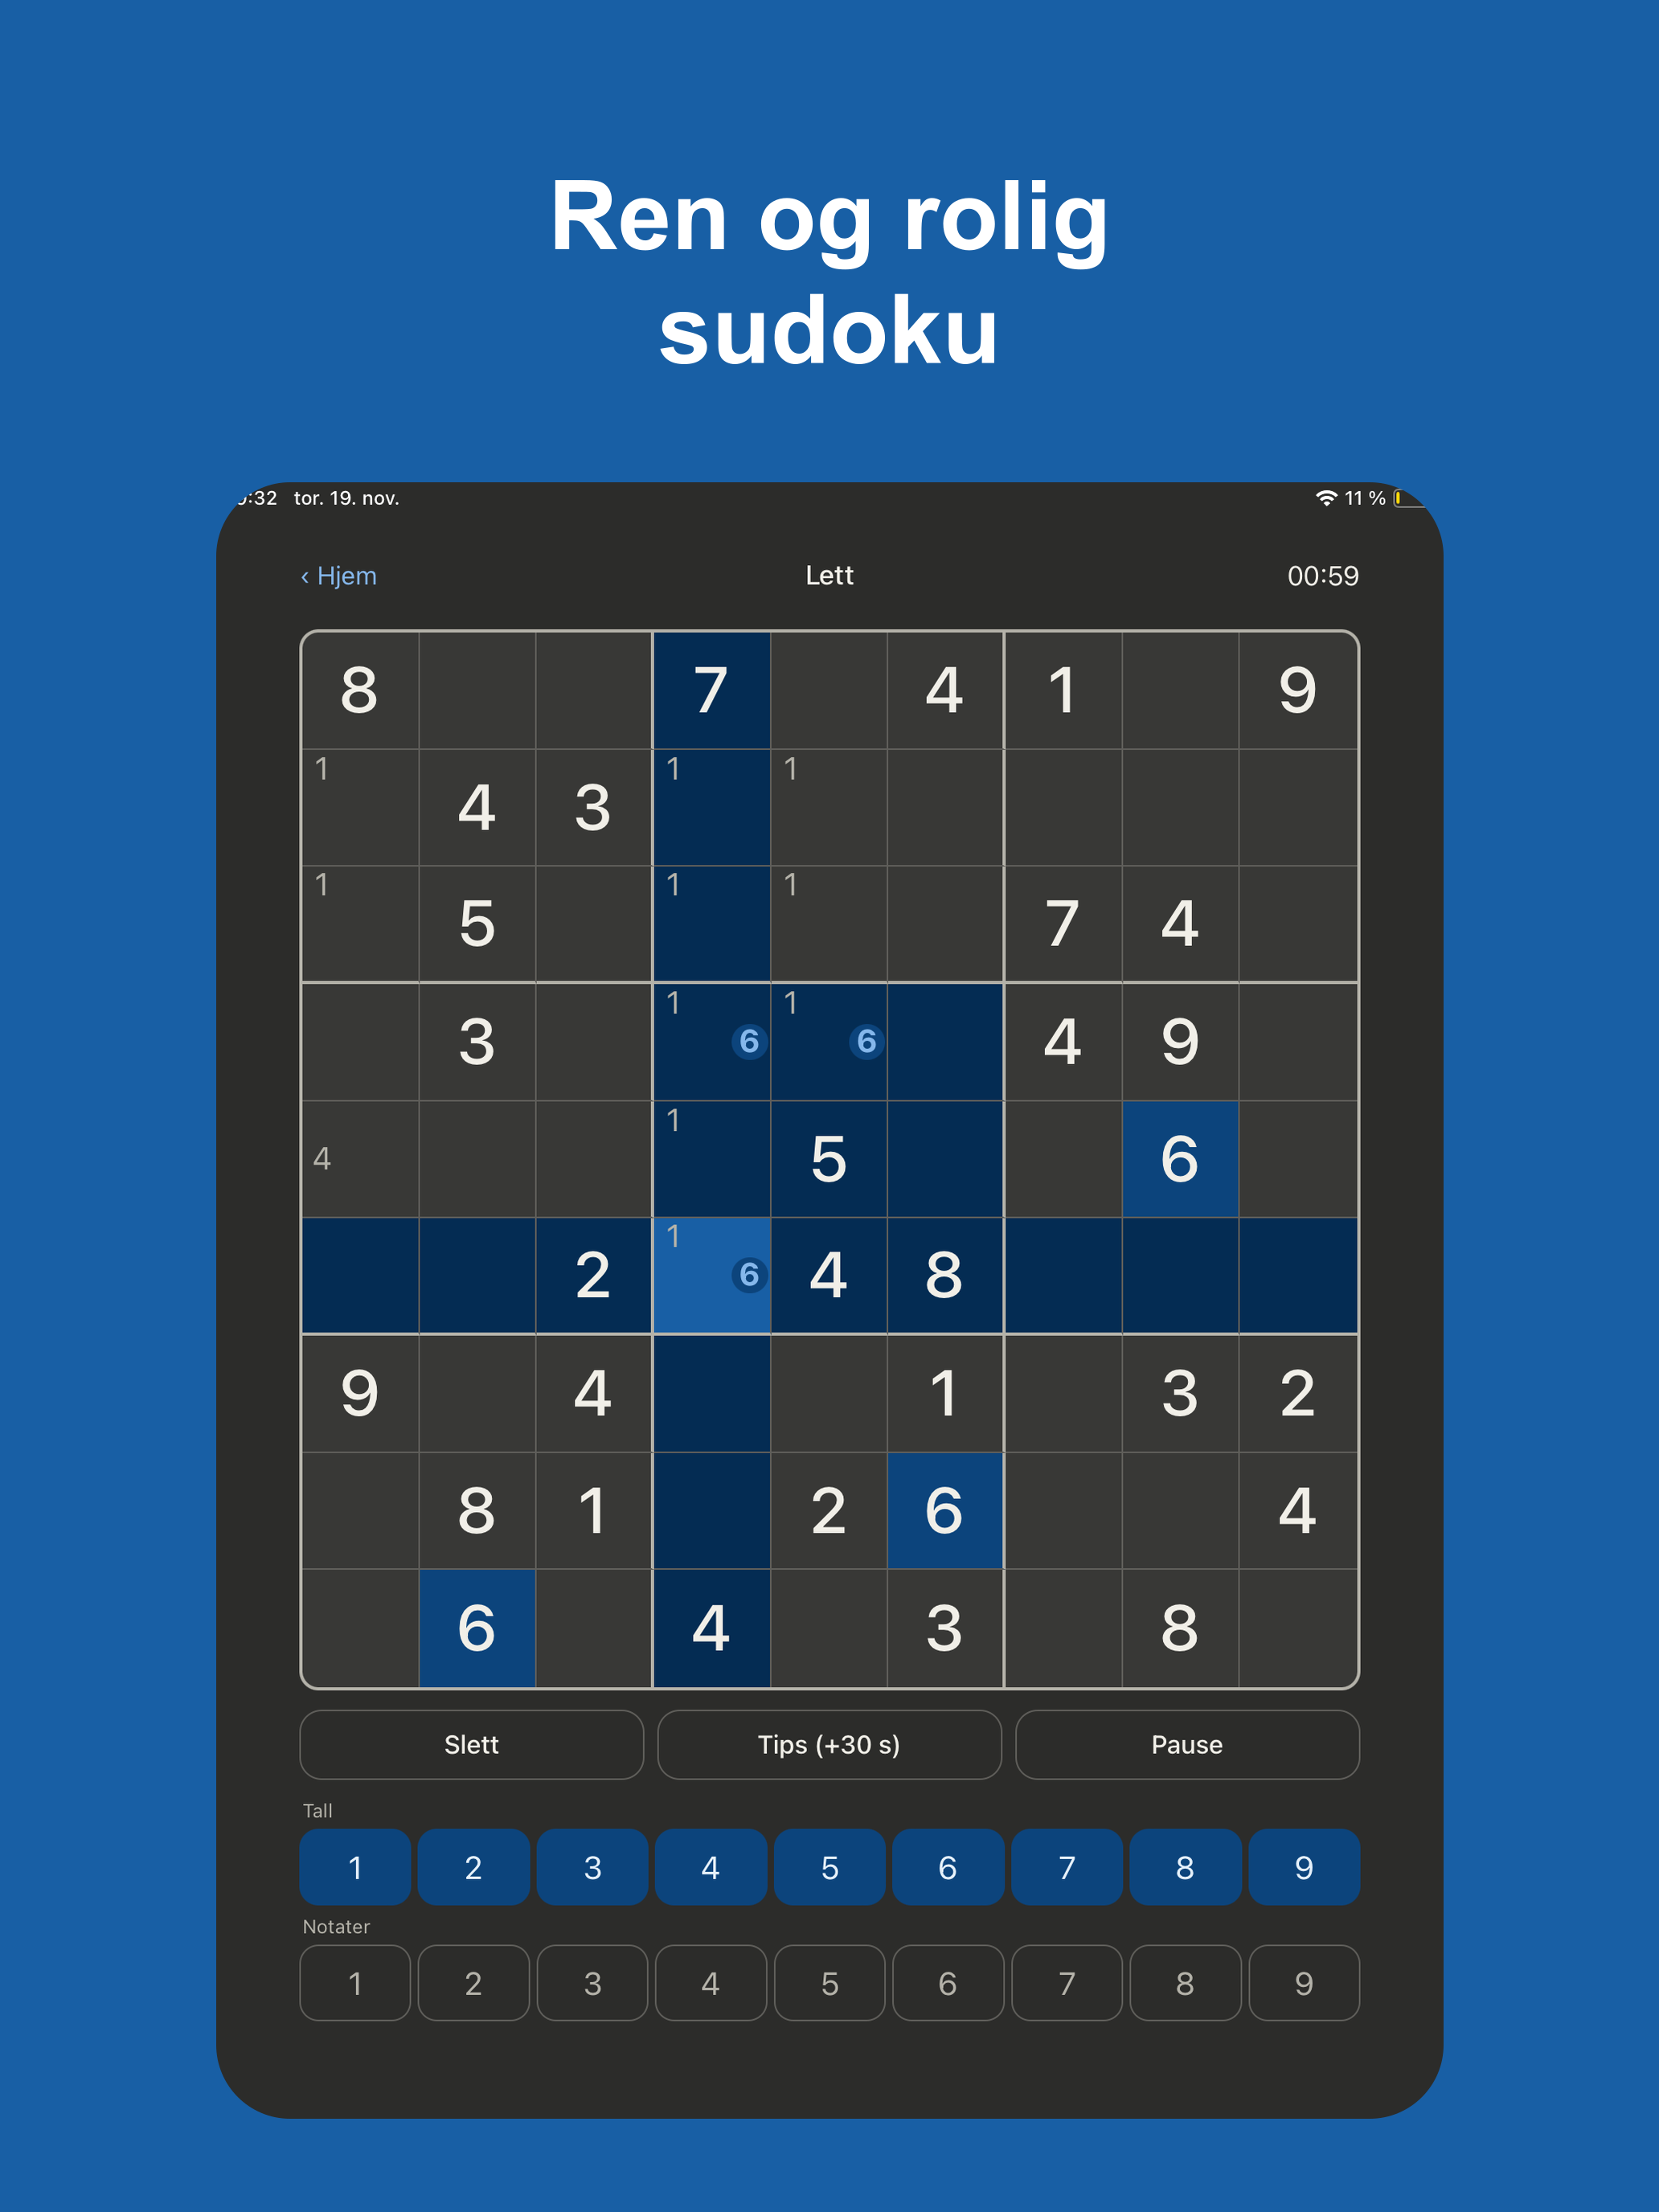 Ren og rolig
sudoku
:32 tor. 19. nov. 11 %
‹ Hjem Lett 00:59
8 7 4 1 9
1 1 1
4 3
1 1 1
5 7 4
1 1
3 6 6 4 9
1
4 5 6
1
2 6 4 8
9 4 1 3 2
8 1 2 6 4
6 4 3 8
Slett Tips (+30 s) Pause
Tall
1 2 3 4 5 6 7 8 9
Notater
1 2 3 4 5 6 7 8 9